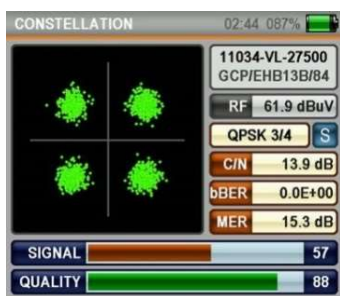 CONSTELLATION 02:44 087%
11034-VL-27500
GCP/EHB13B/84
RF 61.9 dBuV
QPSK 3/4 S
C/N 13.9 dB
bBER 0.0E+00
MER 15.3 dB
SIGNAL 57
QUALITY 88